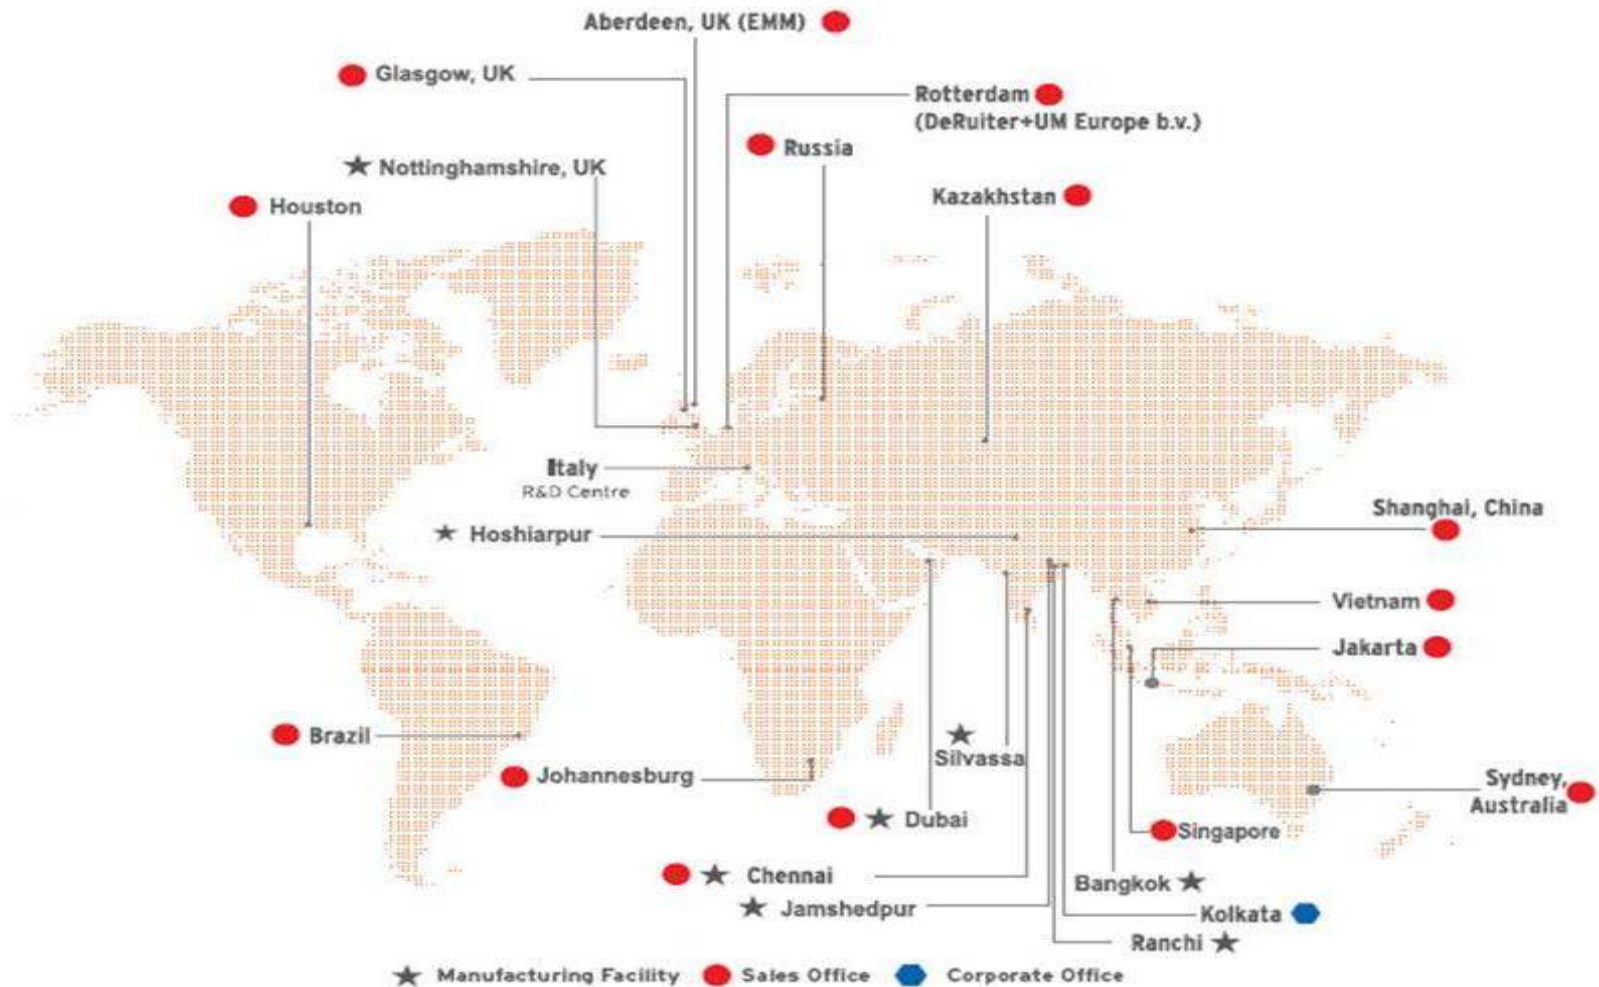 Aberdeen, UK (EMM)
Glasgow, UK
Rotterdam
(DeRuiter+UM Europe b.v.)
Russia
Nottinghamshire, UK
Kazakhstan
Houston
Italy
R&D Centre
Shanghai, China
Hoshiarpur
Vietnam
Jakarta
Brazil
Silvassa
Johannesburg
Sydney,
Australia
Dubai
Singapore
Chennai
Bangkok
Jamshedpur
Kolkata
Ranchi
Manufacturing Facility
Sales Office
Corporate Office